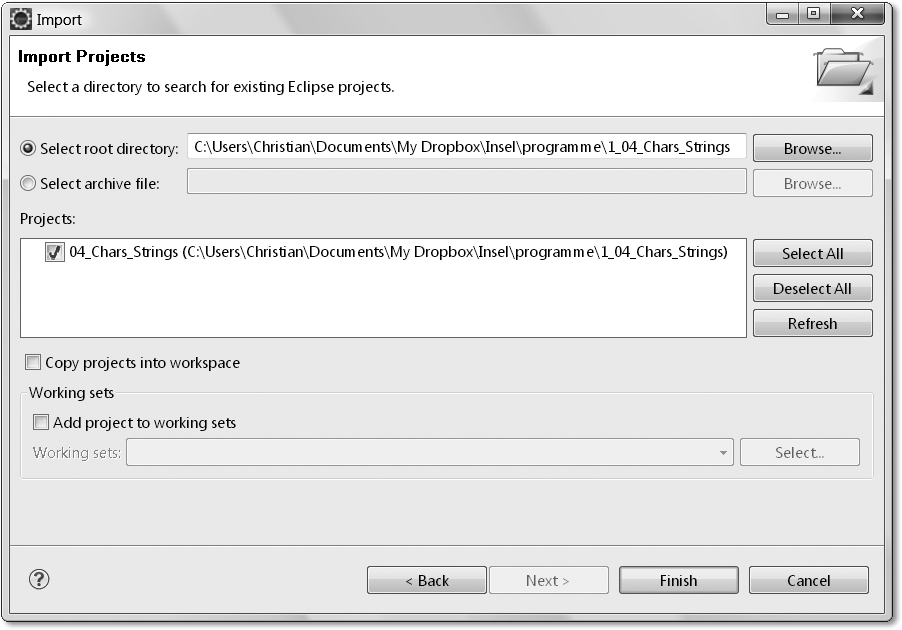 Import
Import Projects
Select a directory to search for existing Eclipse projects.
Select root directory: C:\Users\Christian\Documents\My Dropbox\Insel\programme\1_04_Chars_Strings Browse...
Select archive file: Browse...
Projects:
04_Chars_Strings (C:\Users\Christian\Documents\My Dropbox\Insel\programme\1_04_Chars_Strings)
Select All
Deselect All
Refresh
Copy projects into workspace
Working sets
Add project to working sets
Working sets: Select...
? < Back Next > Finish Cancel